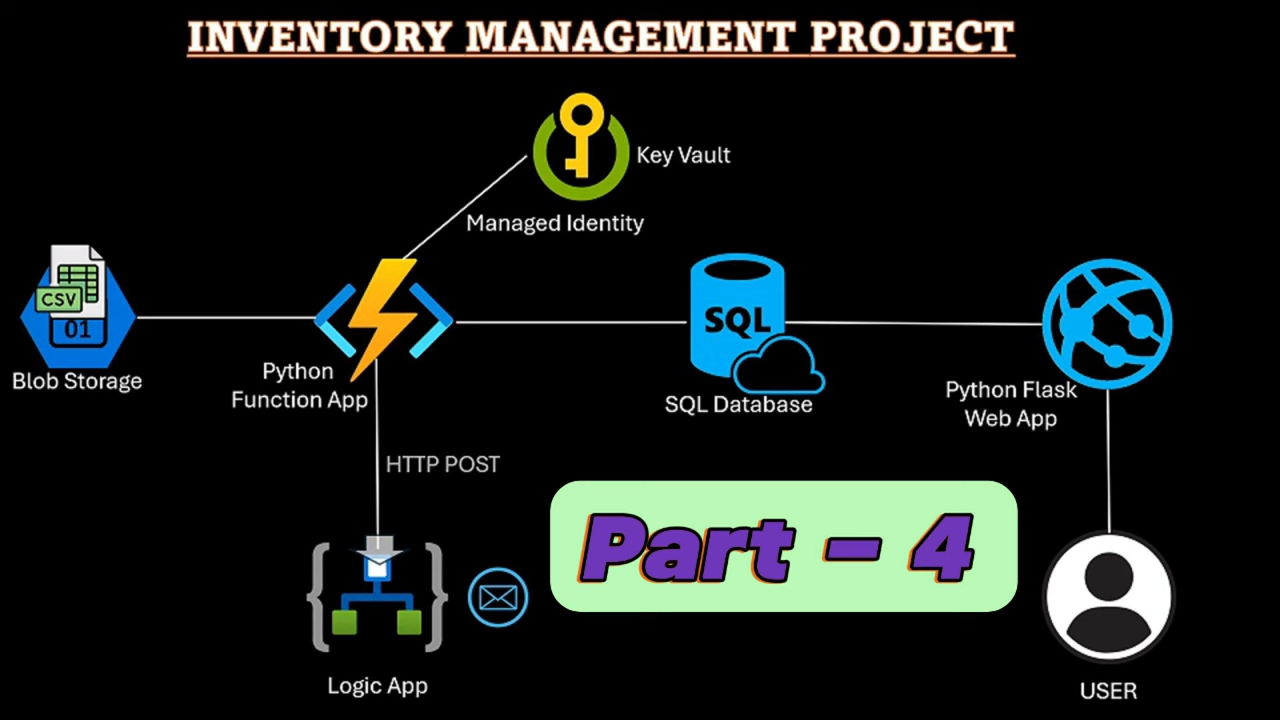 INVENTORY MANAGEMENT PROJECT
Key Vault
Managed Identity
CSV
01
Blob Storage
Python
Function App
SQL
SQL Database
Python Flask
Web App
HTTP POST
Part - 4
Logic App
USER